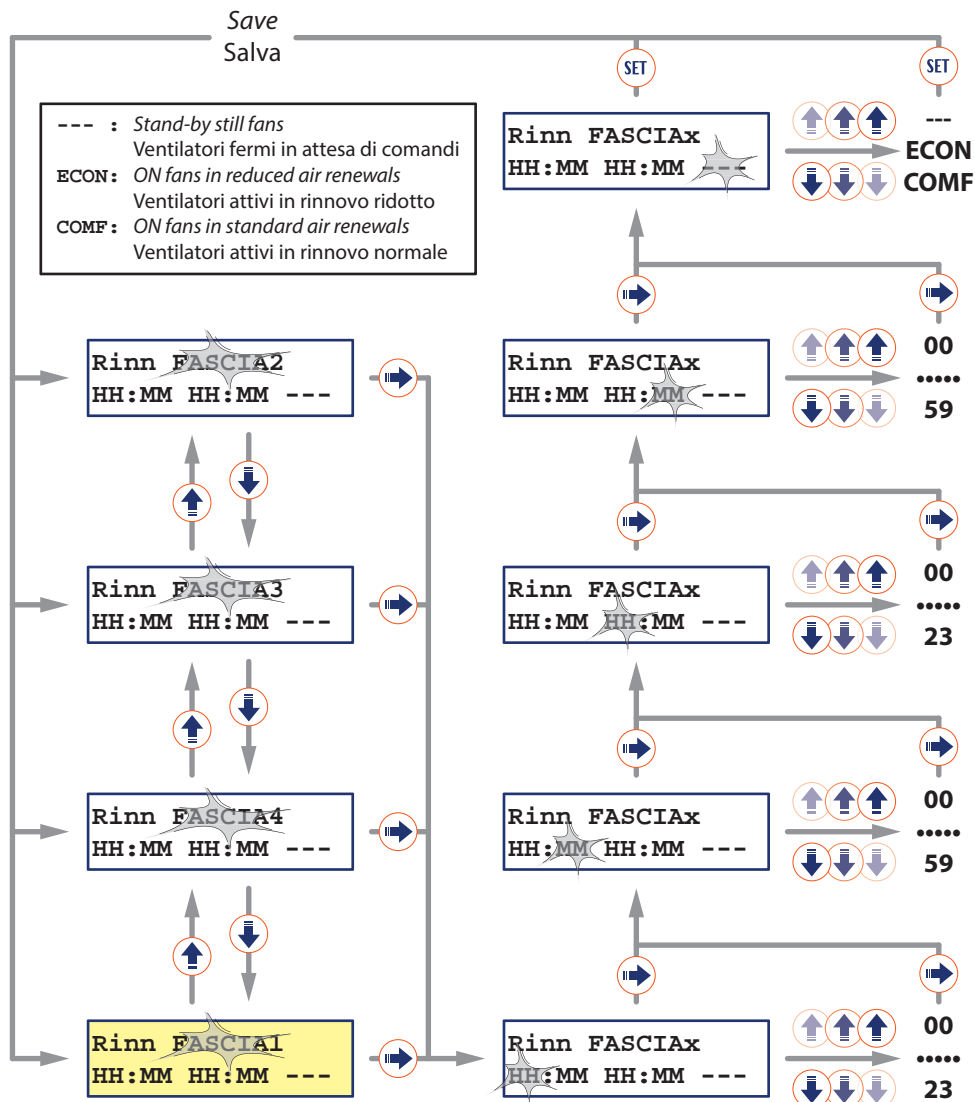 Save
Salva
SET
SET
--- : Stand-by still fans
Ventilatori fermi in attesa di comandi
ECON: ON fans in reduced air renewals
Ventilatori attivi in rinnovo ridotto
COMF: ON fans in standard air renewals
Ventilatori attivi in rinnovo normale
Rinn FASCIAx
HH:MM HH:MM ---
---
ECON
COMF
Rinn FASCIA2
HH:MM HH:MM ---
Rinn FASCIAx
HH:MM HH:MM ---
00
•••••
59
Rinn FASCIA3
HH:MM HH:MM ---
Rinn FASCIAx
HH:MM HH:MM ---
00
•••••
23
Rinn FASCIA4
HH:MM HH:MM ---
Rinn FASCIAx
HH:MM HH:MM ---
00
•••••
59
Rinn FASCIA1
HH:MM HH:MM ---
Rinn FASCIAx
HH:MM HH:MM ---
00
•••••
23